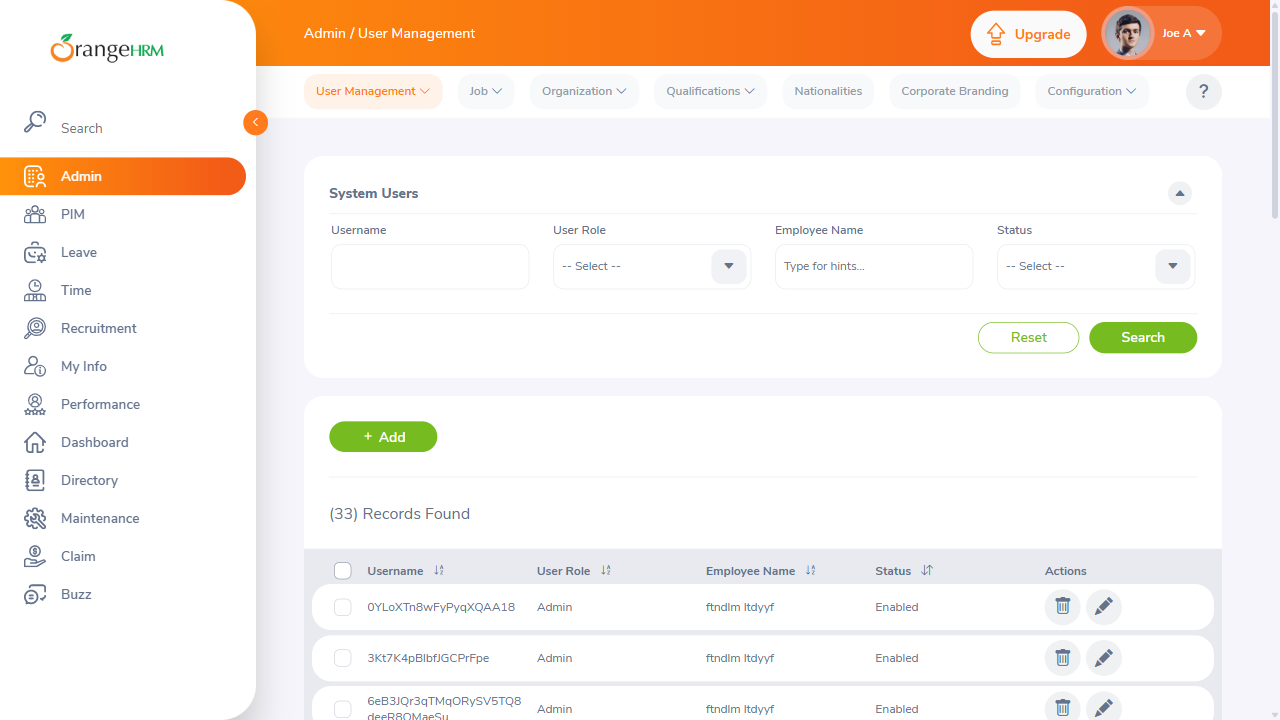 OrangeHRM
Search
Admin
PIM
Leave
Time
Recruitment
My Info
Performance
Dashboard
Directory
Maintenance
Claim
Buzz
Admin / User Management
Upgrade
Joe A
User Management
Job
Organization
Qualifications
Nationalities
Corporate Branding
Configuration
?
System Users
Username
User Role
Employee Name
Status
-- Select --
Type for hints...
-- Select --
Reset
Search
+ Add
(33) Records Found
Username
User Role
Employee Name
Status
Actions
0YLoXTn8wFyPyqXQAA18 Admin ftndlm ltdyyf Enabled
3Kt7K4pBlbfJGCPrFpe Admin ftndlm ltdyyf Enabled
6eB3JQr3qTMqORySV5TQ8 Admin ftndlm ltdyyf Enabled
deeR8OMaeSu